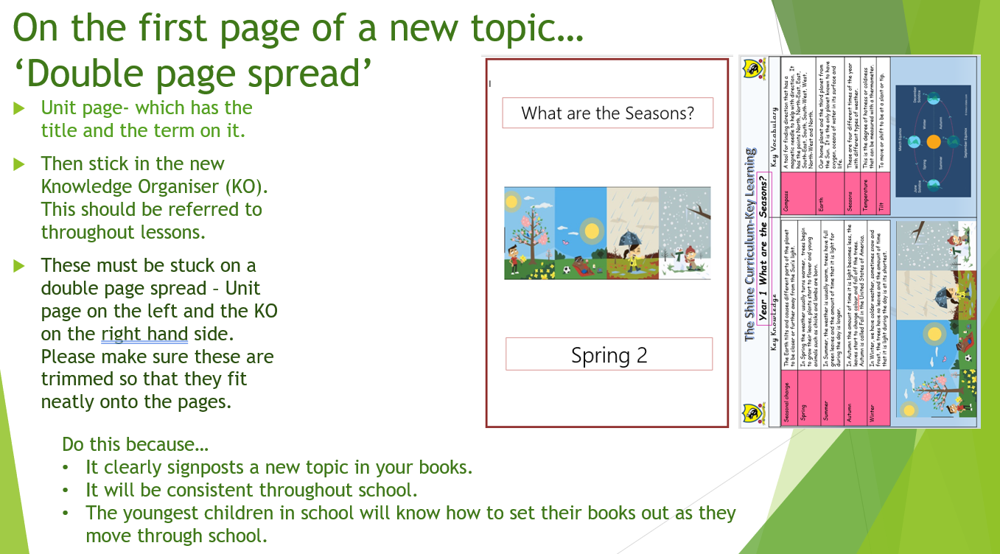 On the first page of a new topic…
‘Double page spread’
Unit page- which has the
title and the term on it.
Then stick in the new
Knowledge Organiser (KO).
This should be referred to
throughout lessons.
These must be stuck on a
double page spread – Unit
page on the left and the KO
on the right hand side.
Please make sure these are
trimmed so that they fit
neatly onto the pages.
Do this because…
• It clearly signposts a new topic in your books.
• It will be consistent throughout school.
• The youngest children in school will know how to set their books out as they
move through school.
What are the Seasons?
Spring 2
The Shine Curriculum-Key Learning
Year 1 What are the Seasons?
Key Knowledge
Seasonal change
The Earth tilts and causes different parts of the planet
to be closer or further away from the Sun's light.
Spring
In Spring the weather usually turns warmer, trees begin
to grow their leaves, plants start to flower and young
animals such as chicks and lambs are born.
Summer
In Summer, the weather is usually warm, trees have full
green leaves and the amount of time that it is light for
during the day is longer.
Autumn
In Autumn the amount of time it is light becomes less, the
leaves start to change colour and fall off the trees.
Autumn is called Fall in the United States of America.
Winter
In Winter, we have colder weather, sometimes snow and
frost, the trees have no leaves and the amount of time
that it is light during the day is at its shortest.
Key Vocabulary
Compass
A tool for finding direction that has a
magnetic needle to help with direction. It
has the points North, North-East, East,
South-East, South, South-West, West,
North-West and North.
Earth
Our home planet and the third planet from
the Sun. It is the only planet known to have
oxygen, oceans of water in its surface and
life.
Seasons
These are four different times of the year
with different types of weather.
Temperature
This is the degree of hotness or coldness
that can be measured with a thermometer.
Tilt
To move or shift to be at a slant or tip.
March Equinox
Spring
Winter
June
Solstice
December
Solstice
Summer
Autumn
September Equinox